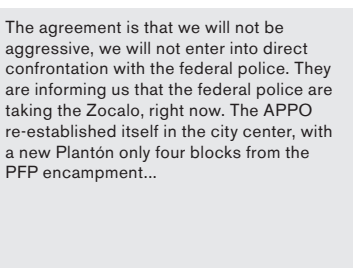 The agreement is that we will not be
aggressive, we will not enter into direct
confrontation with the federal police. They
are informing us that the federal police are
taking the Zocalo, right now. The APPO
re-established itself in the city center, with
a new Plantón only four blocks from the
PFP encampment...